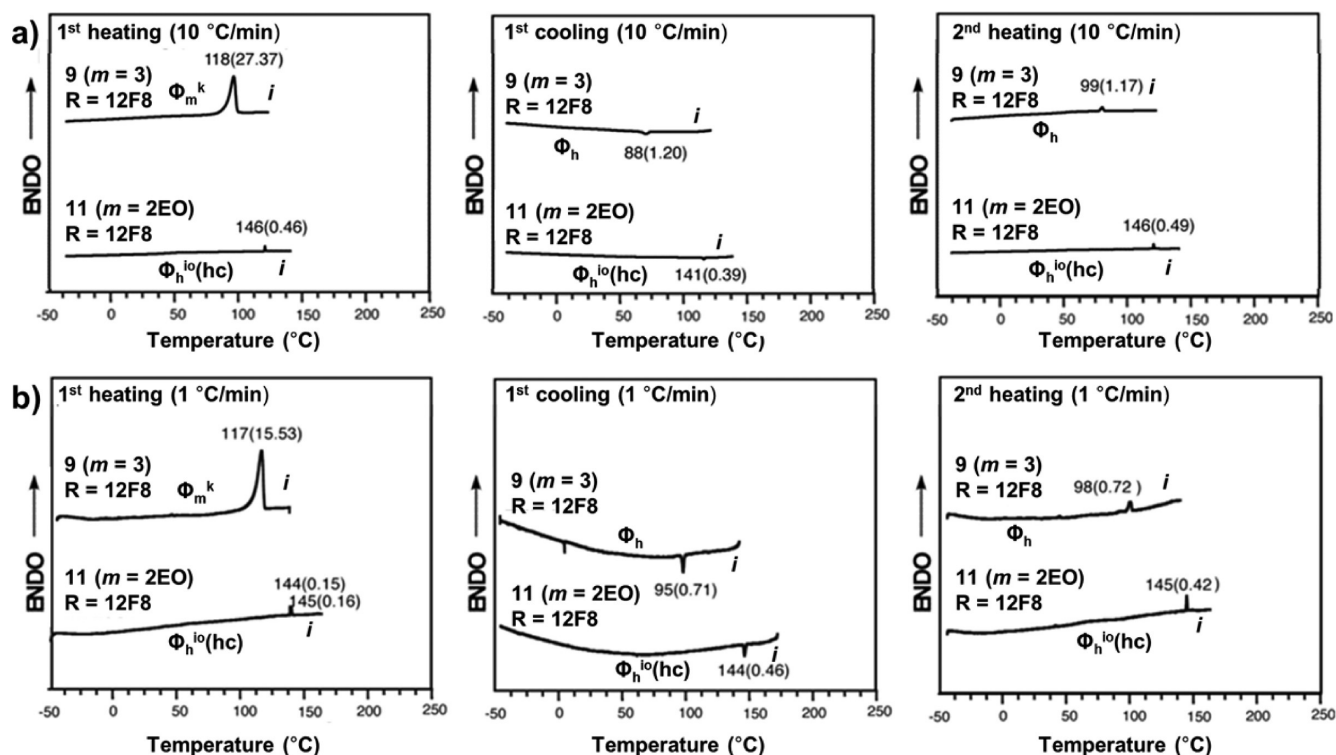 a)
1st heating (10 °C/min)
118(27.37)
9 (m = 3)
R = 12F8
Φmk
i
11 (m = 2EO)
R = 12F8
146(0.46)
Φhio(hc)
i
ENDO
-50 0 50 100 150 200 250
Temperature (°C)
1st cooling (10 °C/min)
9 (m = 3)
R = 12F8
i
Φh
88(1.20)
11 (m = 2EO)
R = 12F8
i
Φhio(hc)
141(0.39)
ENDO
-50 0 50 100 150 200 250
Temperature (°C)
2nd heating (10 °C/min)
9 (m = 3)
R = 12F8
99(1.17)
i
Φh
11 (m = 2EO)
R = 12F8
146(0.49)
Φhio(hc)
i
ENDO
-50 0 50 100 150 200 250
Temperature (°C)
b)
1st heating (1 °C/min)
117(15.53)
9 (m = 3)
R = 12F8
Φmk
i
11 (m = 2EO)
R = 12F8
144(0.15)
145(0.16)
Φhio(hc)
i
ENDO
-50 0 50 100 150 200 250
Temperature (°C)
1st cooling (1 °C/min)
9 (m = 3)
R = 12F8
Φh
i
95(0.71)
11 (m = 2EO)
R = 12F8
Φhio(hc)
i
144(0.46)
ENDO
-50 0 50 100 150 200 250
Temperature (°C)
2nd heating (1 °C/min)
9 (m = 3)
R = 12F8
98(0.72 )
i
Φh
11 (m = 2EO)
R = 12F8
145(0.42)
Φhio(hc)
i
ENDO
-50 0 50 100 150 200 250
Temperature (°C)